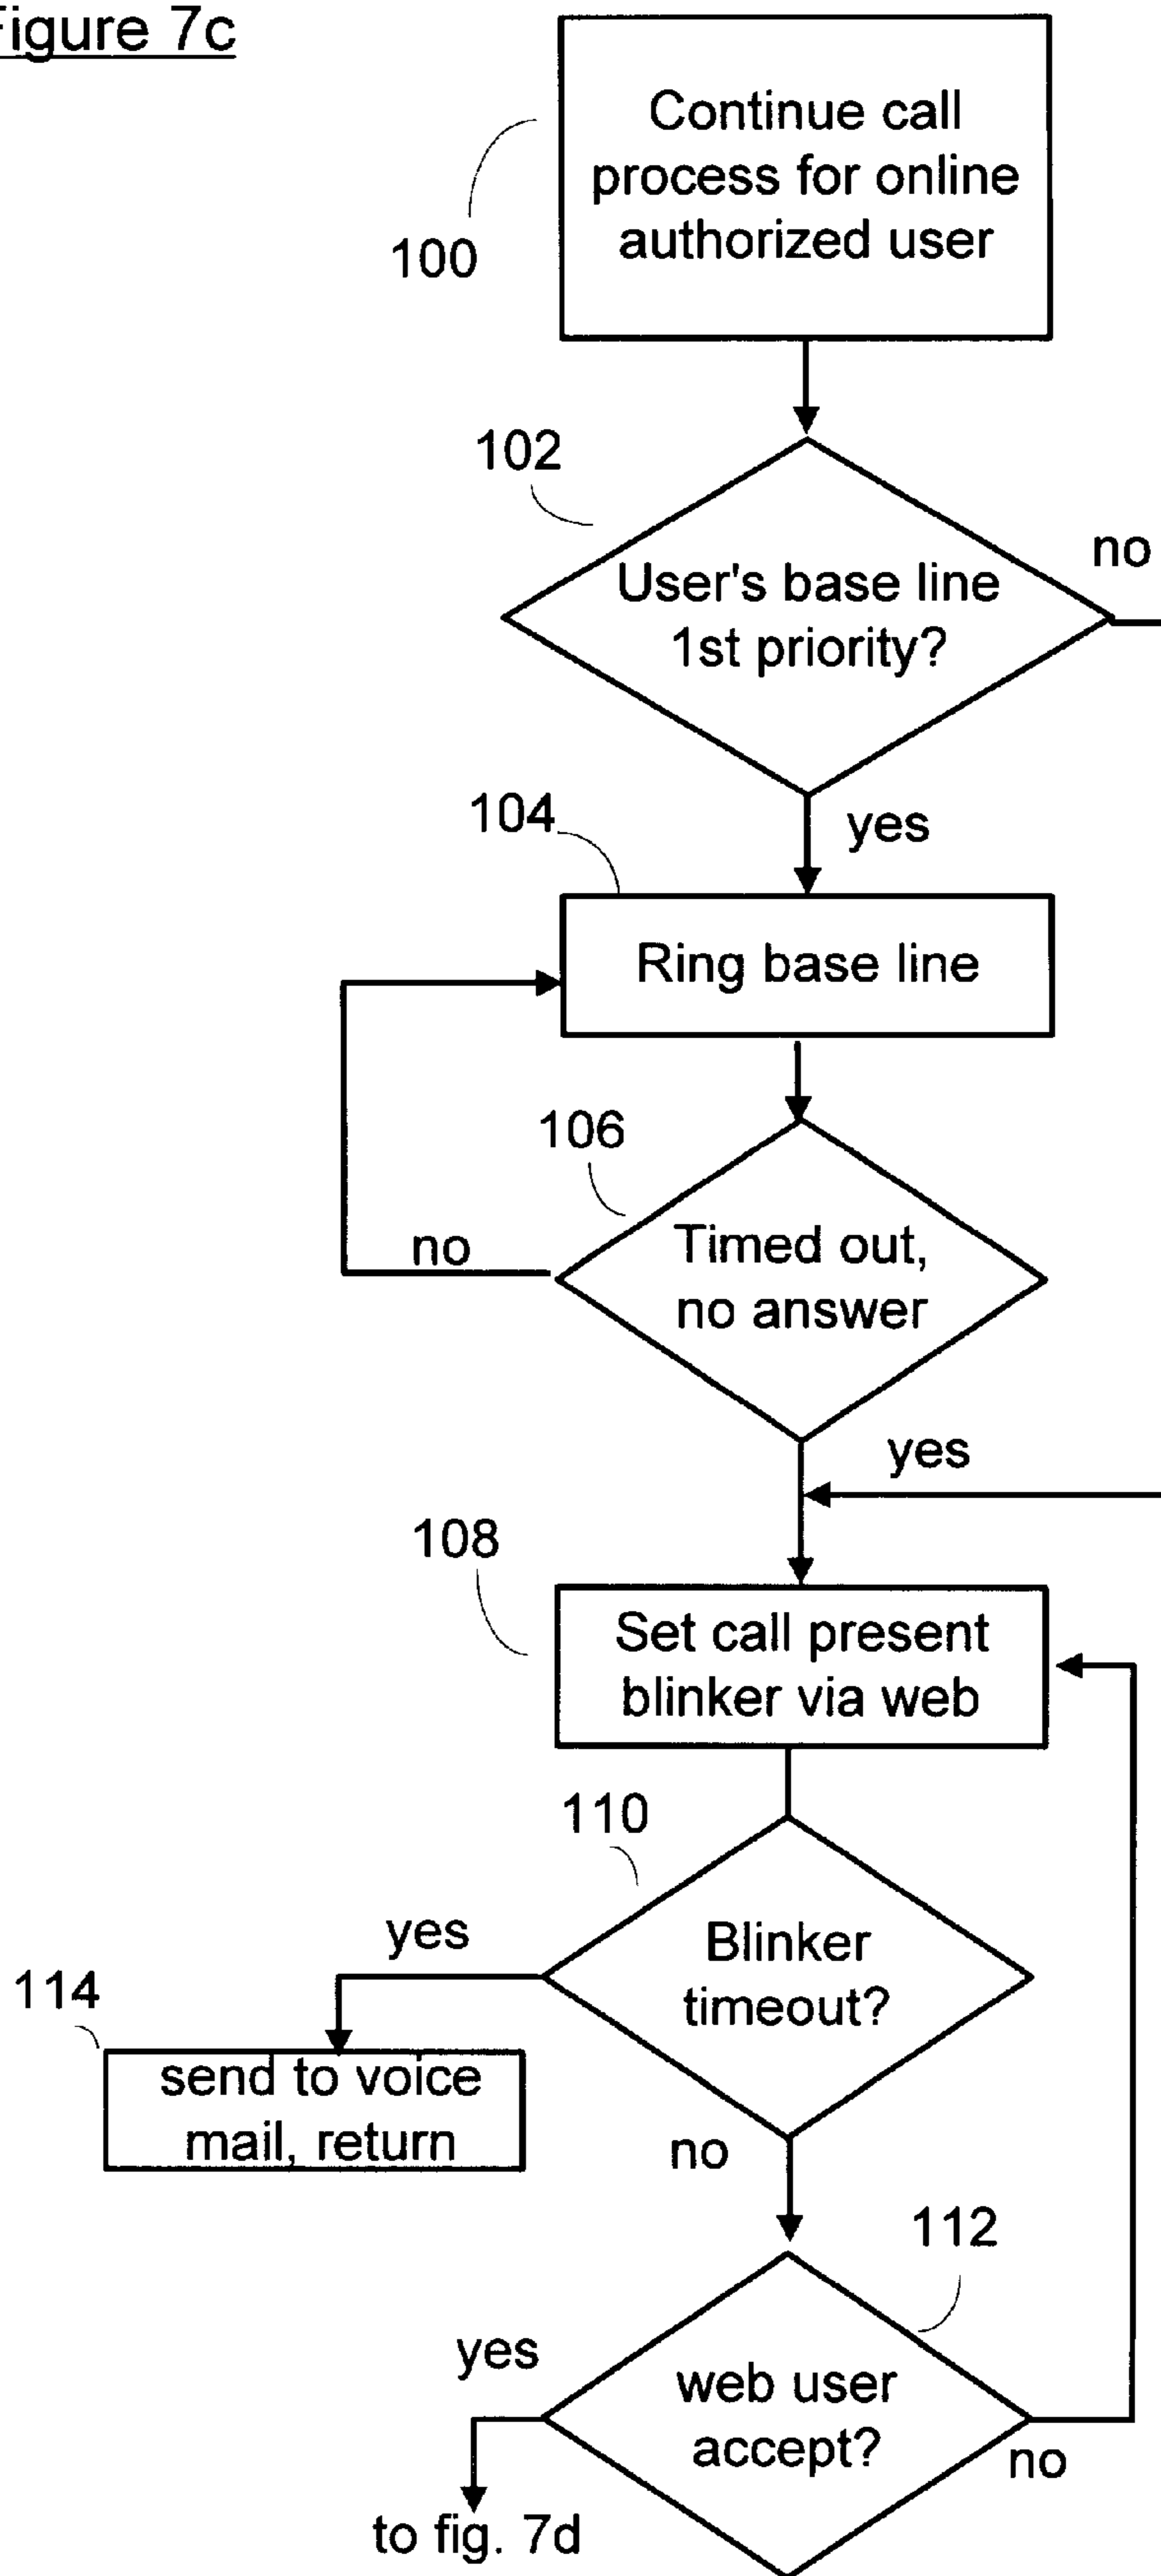 Figure 7c
Continue call
process for online
authorized user
100
102
no
User's base line
1st priority?
104
yes
Ring base line
106
no
Timed out,
no answer
yes
108
Set call present
blinker via web
110
yes
Blinker
timeout?
114
send to voice
mail, return
no
112
yes
web user
accept?
no
to fig. 7d